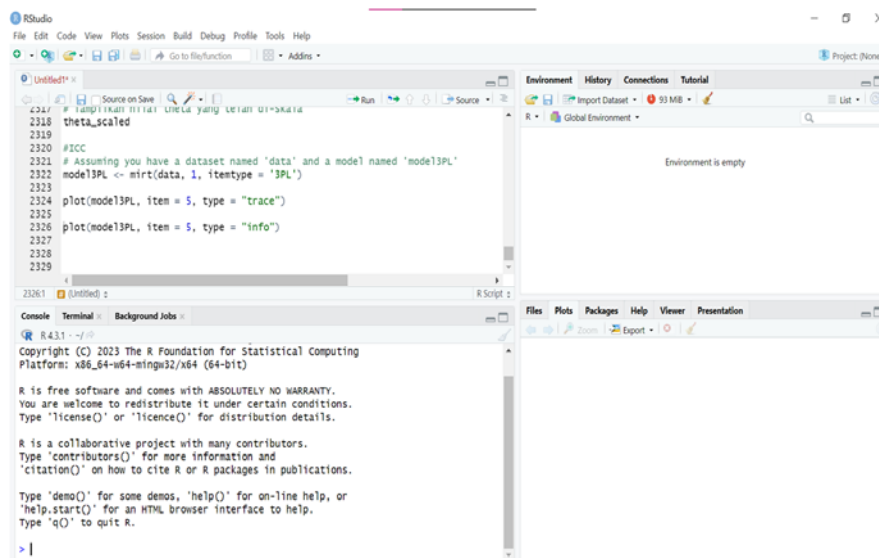 RStudio
File Edit Code View Plots Session Build Debug Profile Tools Help
Go to file/function Addins
Project: (None
Untitled1*
Source on Save Run Source
2317 # Tampilkan nilai theta yang telah di-skala
2318 theta_scaled
2319
2320 #ICC
2321 # Assuming you have a dataset named 'data' and a model named 'model3PL'
2322 model3PL <- mirt(data, 1, itemtype = '3PL')
2323
2324 plot(model3PL, item = 5, type = "trace")
2325
2326 plot(model3PL, item = 5, type = "info")
2327
2328
2329
2326:1 (Untitled) R Script
Console Terminal Background Jobs
R 4.3.1 · ~/
Copyright (C) 2023 The R Foundation for Statistical Computing
Platform: x86_64-w64-mingw32/x64 (64-bit)
R is free software and comes with ABSOLUTELY NO WARRANTY.
You are welcome to redistribute it under certain conditions.
Type 'license()' or 'licence()' for distribution details.
R is a collaborative project with many contributors.
Type 'contributors()' for more information and
'citation()' on how to cite R or R packages in publications.
Type 'demo()' for some demos, 'help()' for on-line help, or
'help.start()' for an HTML browser interface to help.
Type 'q()' to quit R.
>
Environment History Connections Tutorial
Import Dataset 93 MiB List
R Global Environment
Environment is empty
Files Plots Packages Help Viewer Presentation
Zoom Export